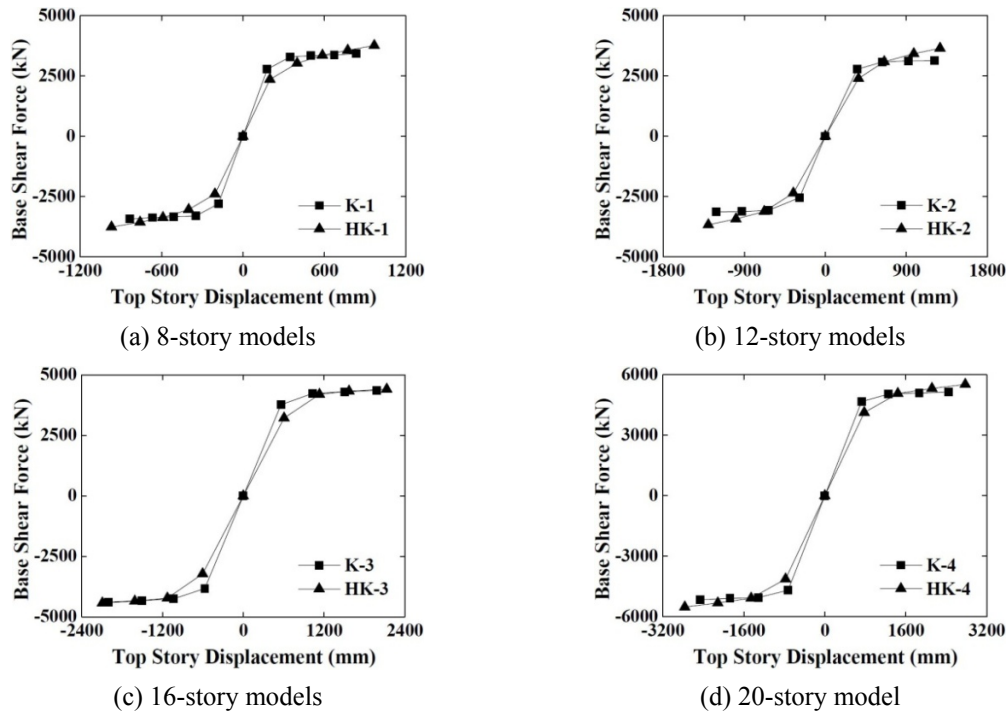 5000
2500
0
-2500
-5000
Base Shear Force (kN)
K-1
HK-1
-1200 -600 0 600 1200
Top Story Displacement (mm)
(a) 8-story models
5000
2500
0
-2500
-5000
Base Shear Force (kN)
K-2
HK-2
-1800 -900 0 900 1800
Top Story Displacement (mm)
(b) 12-story models
5000
2500
0
-2500
-5000
Base Shear Force (kN)
K-3
HK-3
-2400 -1200 0 1200 2400
Top Story Displacement (mm)
(c) 16-story models
6000
3000
0
-3000
-6000
Base Shear Force (kN)
K-4
HK-4
-3200 -1600 0 1600 3200
Top Story Displacement (mm)
(d) 20-story model